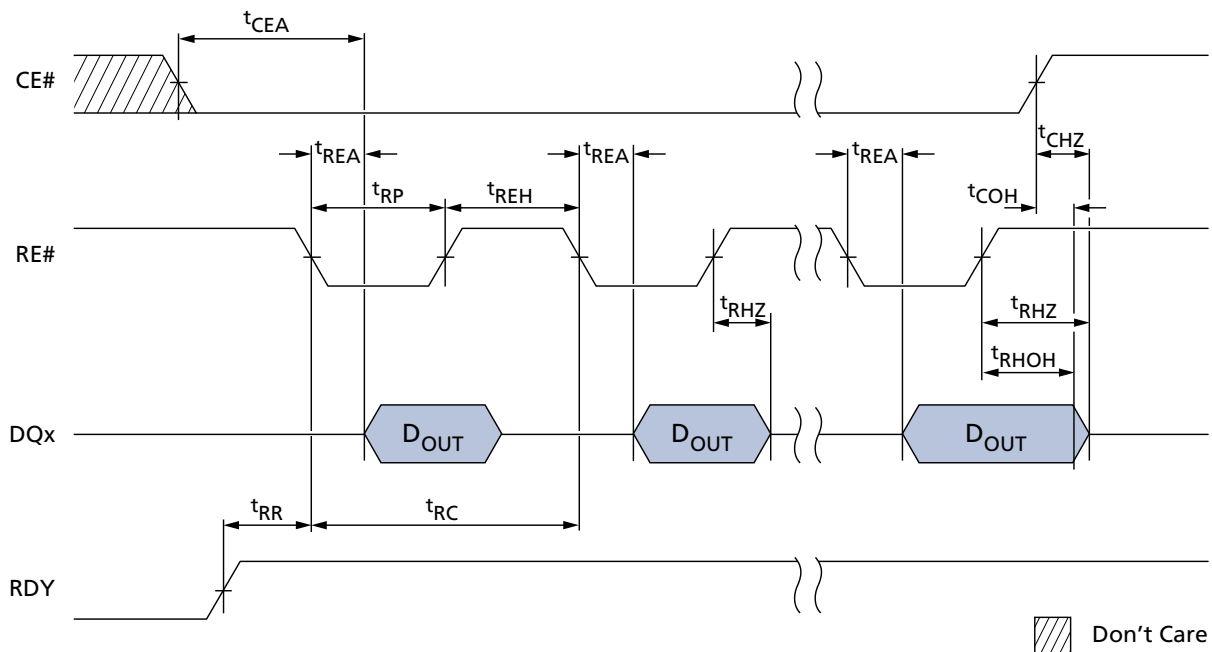 tCEA
CE#
tREA
tREA
tREA
tCHZ
tRP
tREH
tCOH
RE#
tRHZ
tRHZ
tRHOH
DQx
DOUT
DOUT
DOUT
tRR
tRC
RDY
Don't Care